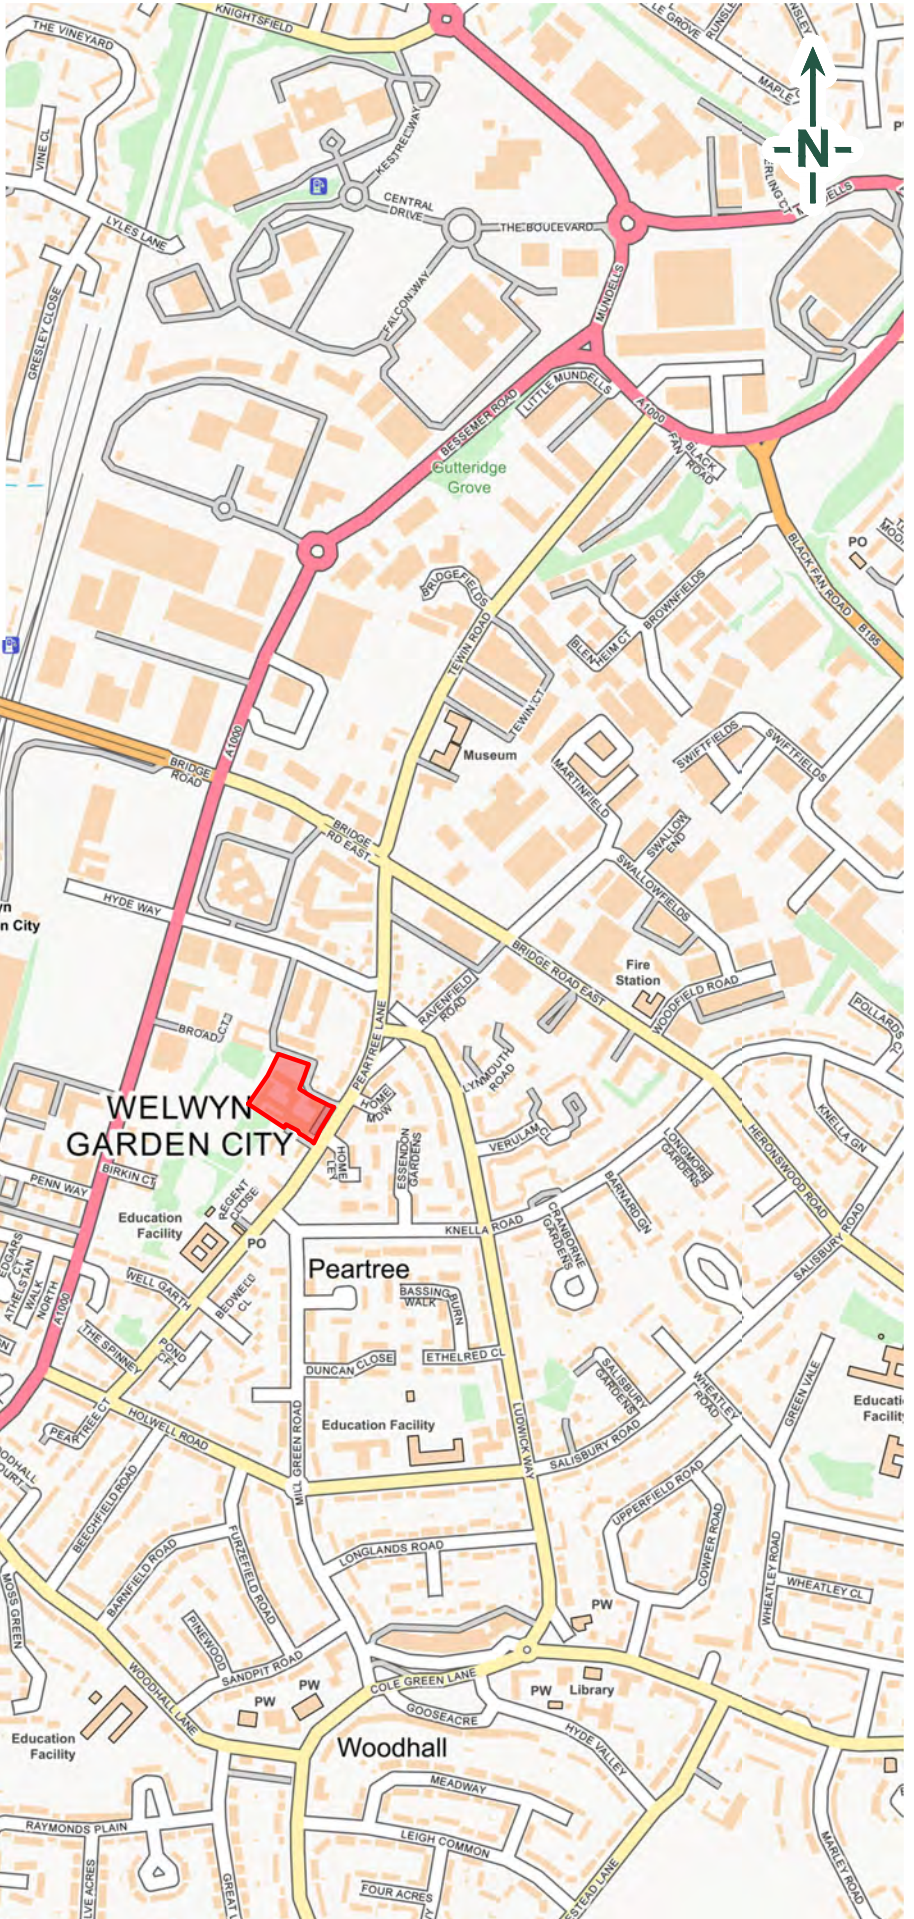 KNIGHTSFIELD
THE VINEYARD
MAPLE
KESTREL WAY
VINE CL
-N-
CENTRAL
DRIVE
THE BOULEVARD
LYLES LANE
MUNDELLS
FALCON WAY
GRESLEY CLOSE
LITTLE MUNDELLS
BESSEMER ROAD
A1000
BLACK
FAN ROAD
Gutteridge
Grove
PO
BLACK FAN ROAD
B195
BRIDGEFIELDS
BROWNFIELDS
BLENHEIM CT
TEWIN ROAD
TEWIN CT
A1000
Museum
SWIFTFIELDS
SWIFTFIELDS
BRIDGE
ROAD
MARTINFIELD
BRIDGE
RD EAST
SWALLOW
END
SWALLOWFIELDS
HYDE WAY
n City
BRIDGE ROAD EAST
Fire
Station
WOODFIELD ROAD
RAVENFIELD
ROAD
POLLARDS
BROAD CT
PEARTREE LANE
LYNMOUTH
ROAD
WELWYN
GARDEN CITY
HOME
MDW
VERULAM CL
KNELLA GN
HERONSWOOD ROAD
HOME
LEY
ESSENDON
GARDENS
LONGMORE
GARDENS
BIRKIN CT
PENN WAY
BARNARD GN
REGENT
CLOSE
CRANBORNE
GARDENS
SALISBURY ROAD
Education
Facility
PO
KNELLA ROAD
Peartree
WELL GARTH
BEDWELD
CL
BASSING
WALK
BURN
ATHELSTAN
WALK
NORTH
A1000
THE SPINNEY
POND
ETHELRED CL
DUNCAN CLOSE
SALISBURY
GARDENS
WHEATLEY
ROAD
GREEN VALE
PEARTREE CT
HOLWELL ROAD
MILL GREEN ROAD
Education Facility
LUDWICK WAY
SALISBURY ROAD
Facility
BEECHFIELD ROAD
UPPERFIELD ROAD
COWPER ROAD
BARNFIELD ROAD
FURZEFIELD ROAD
LONGLANDS ROAD
WHEATLEY ROAD
WHEATLEY CL
MOSS GREEN
PINEWOOD
PW
SANDPIT ROAD
WOODHALL LANE
PW
PW
COLE GREEN LANE
PW
Library
GOOSEACRE
HYDE VALLEY
Education
Facility
Woodhall
MEADWAY
RAYMONDS PLAIN
LEIGH COMMON
MARLEY ROAD
FOUR ACRES